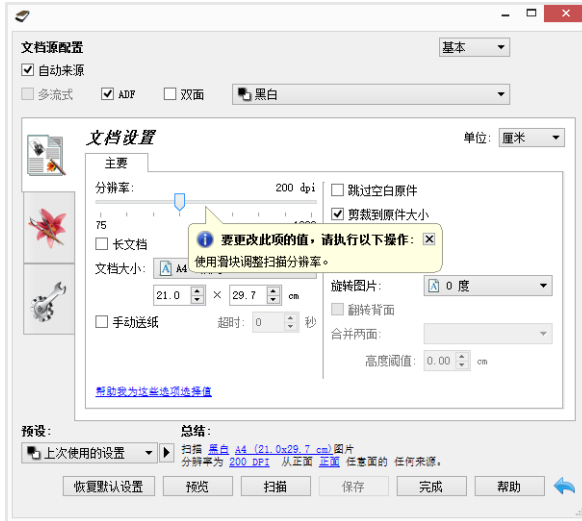 文档源配置
基本
自动来源
多流式 ADF 双面 黑白
文档设置
单位: 厘米
主要
分辨率: 200 dpi
跳过空白原件
75
剪裁到原件大小
长文档
要更改此项的值，请执行以下操作:
使用滑块调整扫描分辨率。
文档大小: A4
21.0 × 29.7 cm
旋转图片: 0 度
翻转背面
手动送纸 超时: 0 秒
合并两面:
高度阈值: 0.00 cm
帮助我为这些选项选择值
预设: 总结:
上次使用的设置
扫描 黑白 A4 (21.0x29.7 cm)图片
分辨率为 200 DPI 从正面 正面 任意面的 任何来源。
恢复默认设置 预览 扫描 保存 完成 帮助